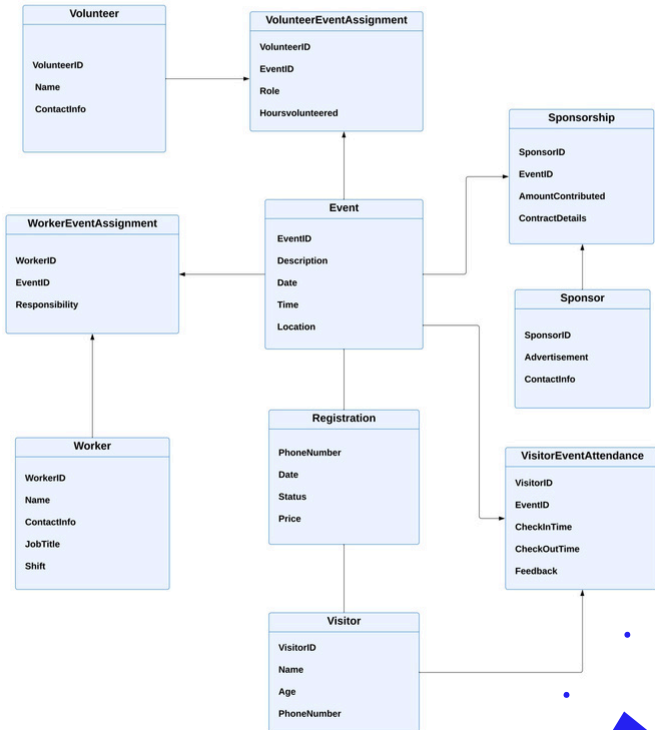 Volunteer
VolunteerID
Name
ContactInfo
VolunteerEventAssignment
VolunteerID
EventID
Role
Hoursvolunteered
Sponsorship
SponsorID
EventID
AmountContributed
ContractDetails
Event
EventID
Description
Date
Time
Location
WorkerEventAssignment
WorkerID
EventID
Responsibility
Sponsor
SponsorID
Advertisement
ContactInfo
Registration
PhoneNumber
Date
Status
Price
Worker
WorkerID
Name
ContactInfo
JobTitle
Shift
VisitorEventAttendance
VisitorID
EventID
CheckInTime
CheckOutTime
Feedback
Visitor
VisitorID
Name
Age
PhoneNumber